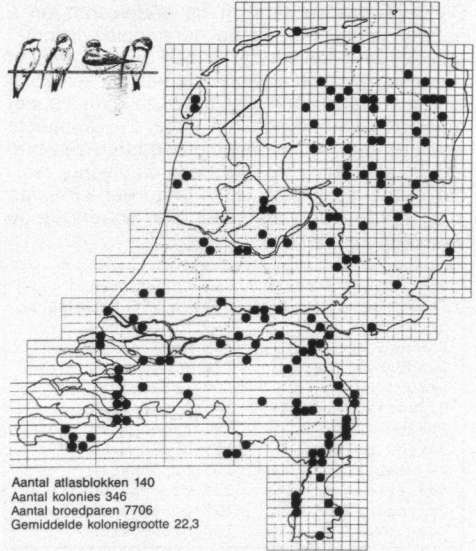 Aantal atlasblokken 140
Aantal kolonies 346
Aantal broedparen 7706
Gemiddelde koloniegrootte 22,3